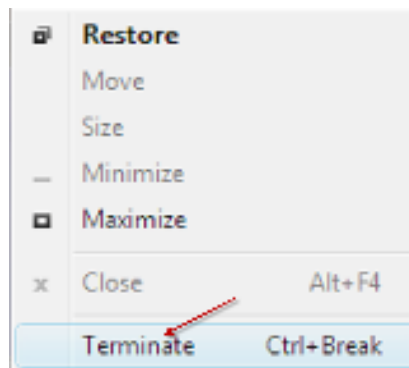 Restore
Move
Size
Minimize
Maximize
Close Alt+F4
Terminate Ctrl+Break